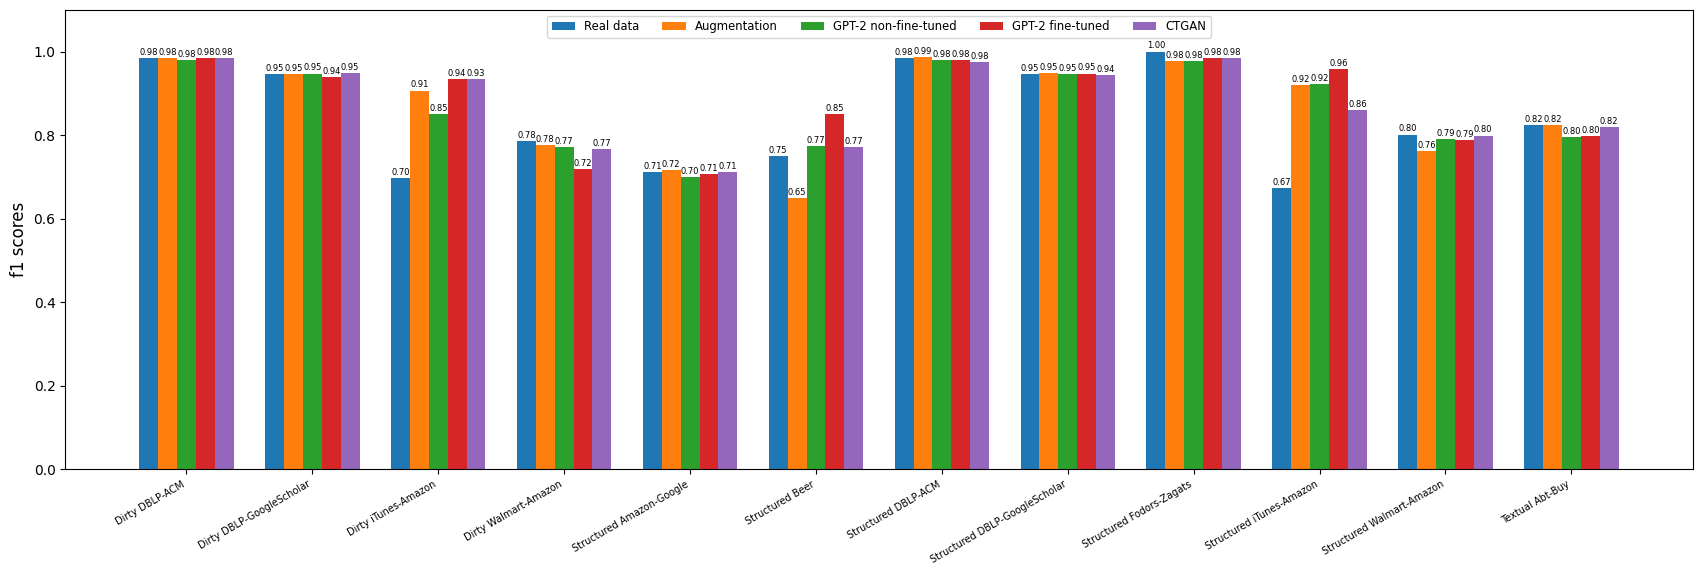 Real data Augmentation GPT-2 non-fine-tuned GPT-2 fine-tuned CTGAN
f1 scores
1.0
0.8
0.6
0.4
0.2
0.0
0.98 0.98 0.98 0.98 0.98
0.95 0.95 0.95 0.94 0.95
0.70 0.91 0.85 0.94 0.93
0.78 0.78 0.77 0.72 0.77
0.71 0.72 0.70 0.71 0.71
0.75 0.65 0.77 0.85 0.77
0.98 0.99 0.98 0.98 0.98
0.95 0.95 0.95 0.95 0.94
1.00 0.98 0.98 0.98 0.98
0.67 0.92 0.92 0.96 0.86
0.80 0.76 0.79 0.79 0.80
0.82 0.82 0.80 0.80 0.82
Dirty DBLP-ACM
Dirty DBLP-GoogleScholar
Dirty iTunes-Amazon
Dirty Walmart-Amazon
Structured Amazon-Google
Structured Beer
Structured DBLP-ACM
Structured DBLP-GoogleScholar
Structured Fodors-Zagats
Structured iTunes-Amazon
Structured Walmart-Amazon
Textual Abt-Buy